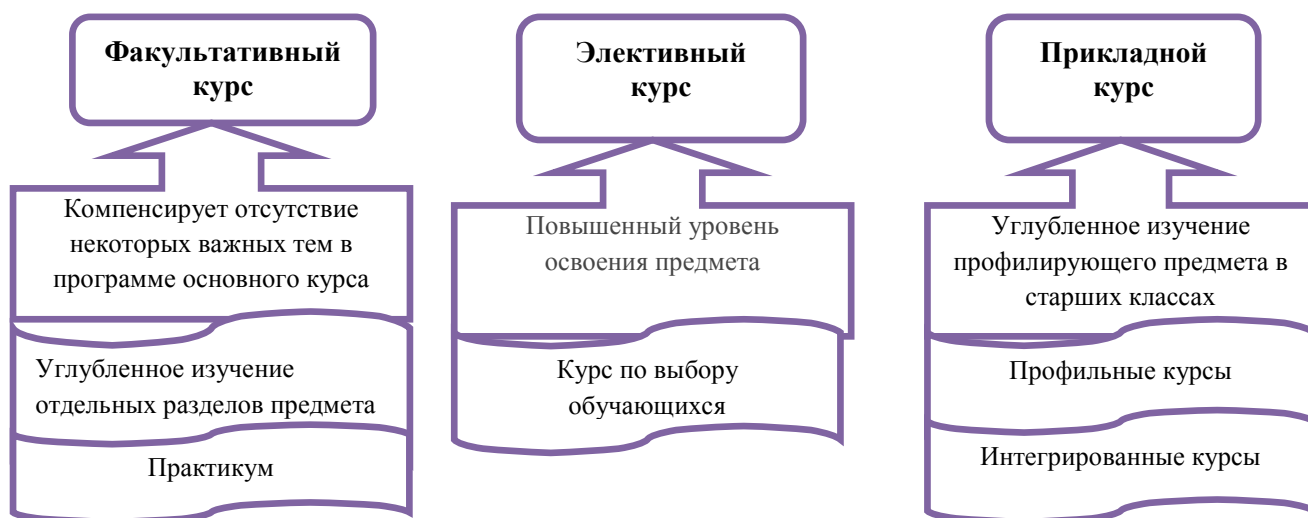 Факультативный
курс
Компенсирует отсутствие
некоторых важных тем в
программе основного курса
Углубленное изучение
отдельных разделов предмета
Практикум
Элективный
курс
Повышенный уровень
освоения предмета
Курс по выбору
обучающихся
Прикладной
курс
Углубленное изучение
профилирующего предмета в
старших классах
Профильные курсы
Интегрированные курсы